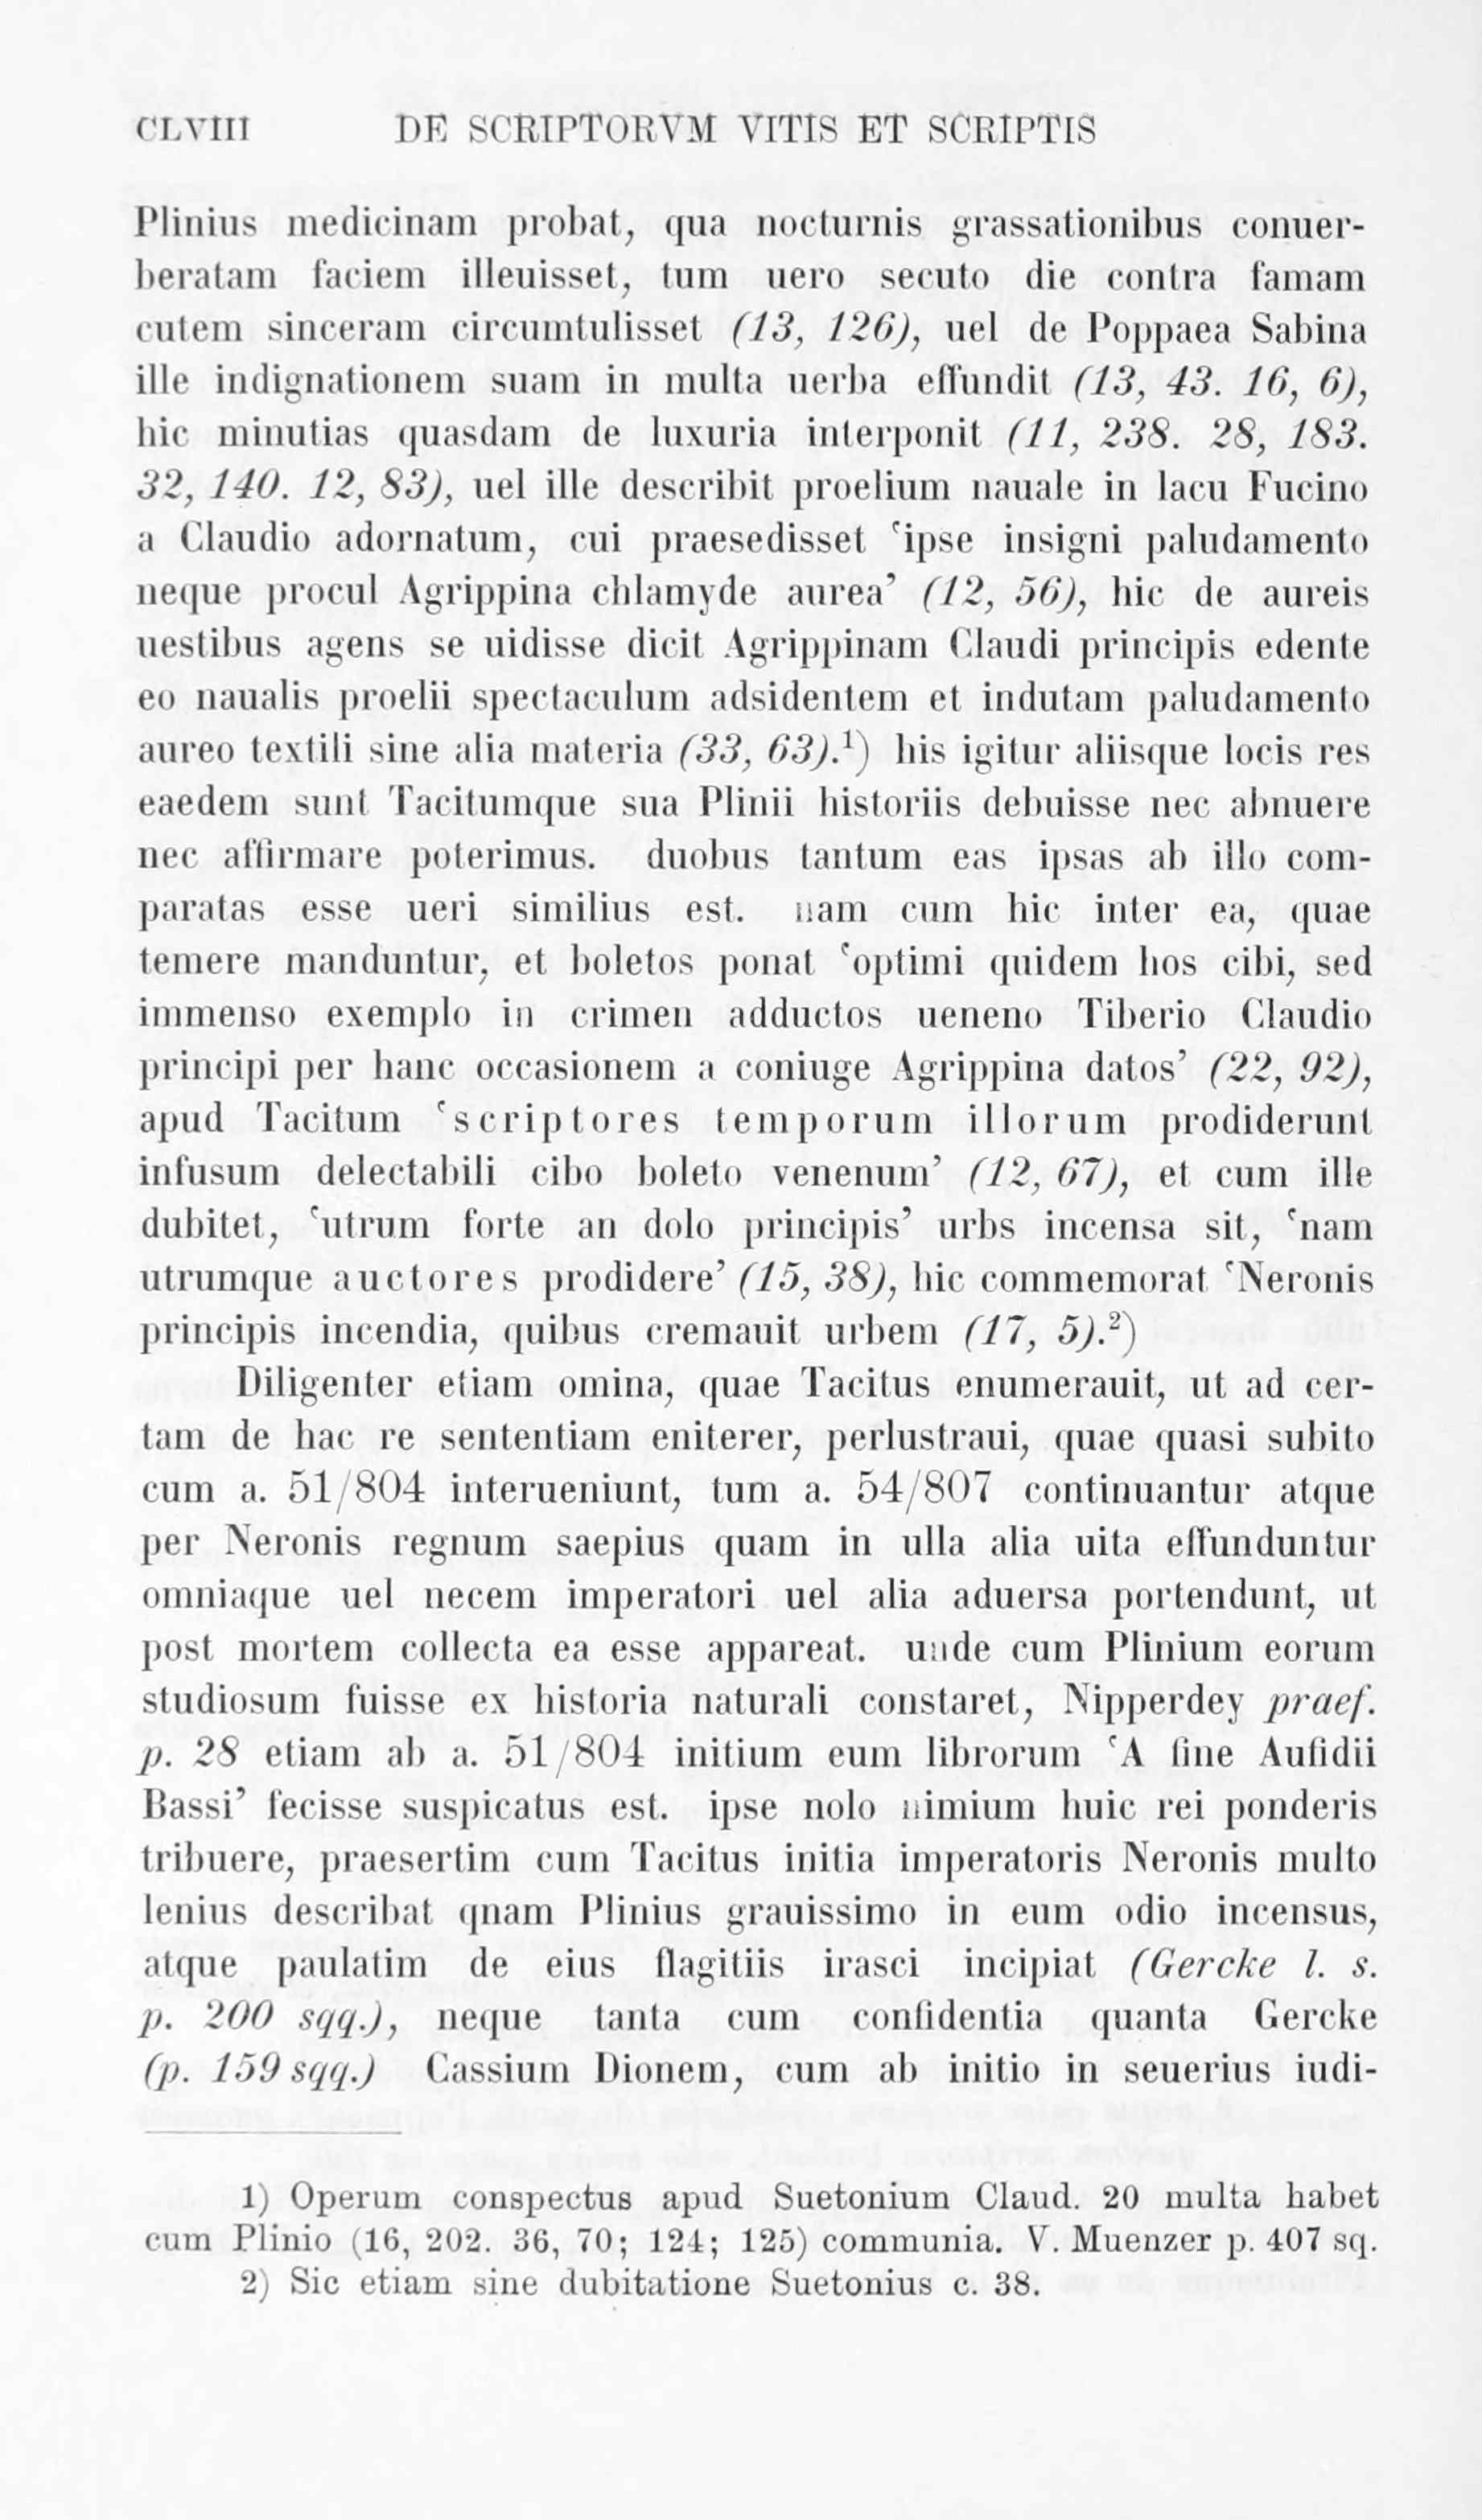 CLVIII DE SCRIPTORVM VITIS ET SCRIPTIS
Plinius medicinam probat, qua nocturnis grassationibus conuer-
beratam faciem illeuisset, tum uero secuto die contra famam
cutem sinceram circumtulisset (13, 126), uel de Poppaea Sabina
ille indignationem suam in multa uerba effundit (13, 43. 16, 6),
hic minutias quasdam de luxuria interponit (11, 238. 28, 183.
32, 140. 12, 83), uel ille describit proelium nauale in lacu Fucino
a Claudio adornatum, cui praesedisset ‘ipse insigni paludamento
neque procul Agrippina chlamyde aurea’ (12, 56), hic de aureis
uestibus agens se uidisse dicit Agrippinam Claudi principis edente
eo naualis proelii spectaculum adsidentem et indutam paludamento
aureo textili sine alia materia (33, 63).¹) his igitur aliisque locis res
eaedem sunt Tacitumque sua Plinii historiis debuisse nec abnuere
nec affirmare poterimus. duobus tantum eas ipsas ab illo com-
paratas esse ueri similius est. nam cum hic inter ea, quae
temere manduntur, et boletos ponat ‘optimi quidem hos cibi, sed
immenso exemplo in crimen adductos ueneno Tiberio Claudio
principi per hanc occasionem a coniuge Agrippina datos’ (22, 92),
apud Tacitum ‘scriptores temporum illorum prodiderunt
infusum delectabili cibo boleto venenum’ (12, 67), et cum ille
dubitet, ‘utrum forte an dolo principis’ urbs incensa sit, ‘nam
utrumque auctores prodidere’ (15, 38), hic commemorat ‘Neronis
principis incendia, quibus cremauit urbem (17, 5).²)
Diligenter etiam omina, quae Tacitus enumerauit, ut ad cer-
tam de hac re sententiam eniterer, perlustraui, quae quasi subito
cum a. 51/804 interueniunt, tum a. 54/807 continuantur atque
per Neronis regnum saepius quam in ulla alia uita effunduntur
omniaque uel necem imperatori uel alia aduersa portendunt, ut
post mortem collecta ea esse appareat. unde cum Plinium eorum
studiosum fuisse ex historia naturali constaret, Nipperdey praef.
p. 28 etiam ab a. 51/804 initium eum librorum ‘A fine Aufidii
Bassi’ fecisse suspicatus est. ipse nolo nimium huic rei ponderis
tribuere, praesertim cum Tacitus initia imperatoris Neronis multo
lenius describat qnam Plinius grauissimo in eum odio incensus,
atque paulatim de eius flagitiis irasci incipiat (Gercke l. s.
p. 200 sqq.), neque tanta cum confidentia quanta Gercke
(p. 159 sqq.) Cassium Dionem, cum ab initio in seuerius iudi-
1) Operum conspectus apud Suetonium Claud. 20 multa habet
cum Plinio (16, 202. 36, 70; 124; 125) communia. V. Muenzer p. 407 sq.
2) Sic etiam sine dubitatione Suetonius c. 38.